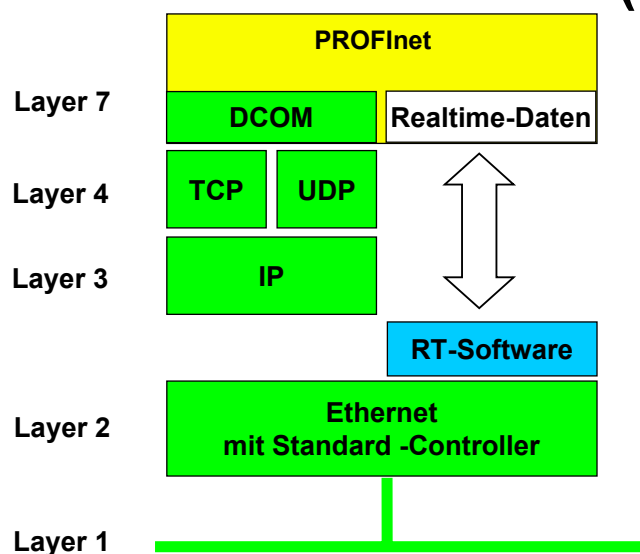 PROFInet
Layer 7
DCOM
Realtime-Daten
Layer 4
TCP
UDP
Layer 3
IP
RT-Software
Layer 2
Ethernet
mit Standard -Controller
Layer 1